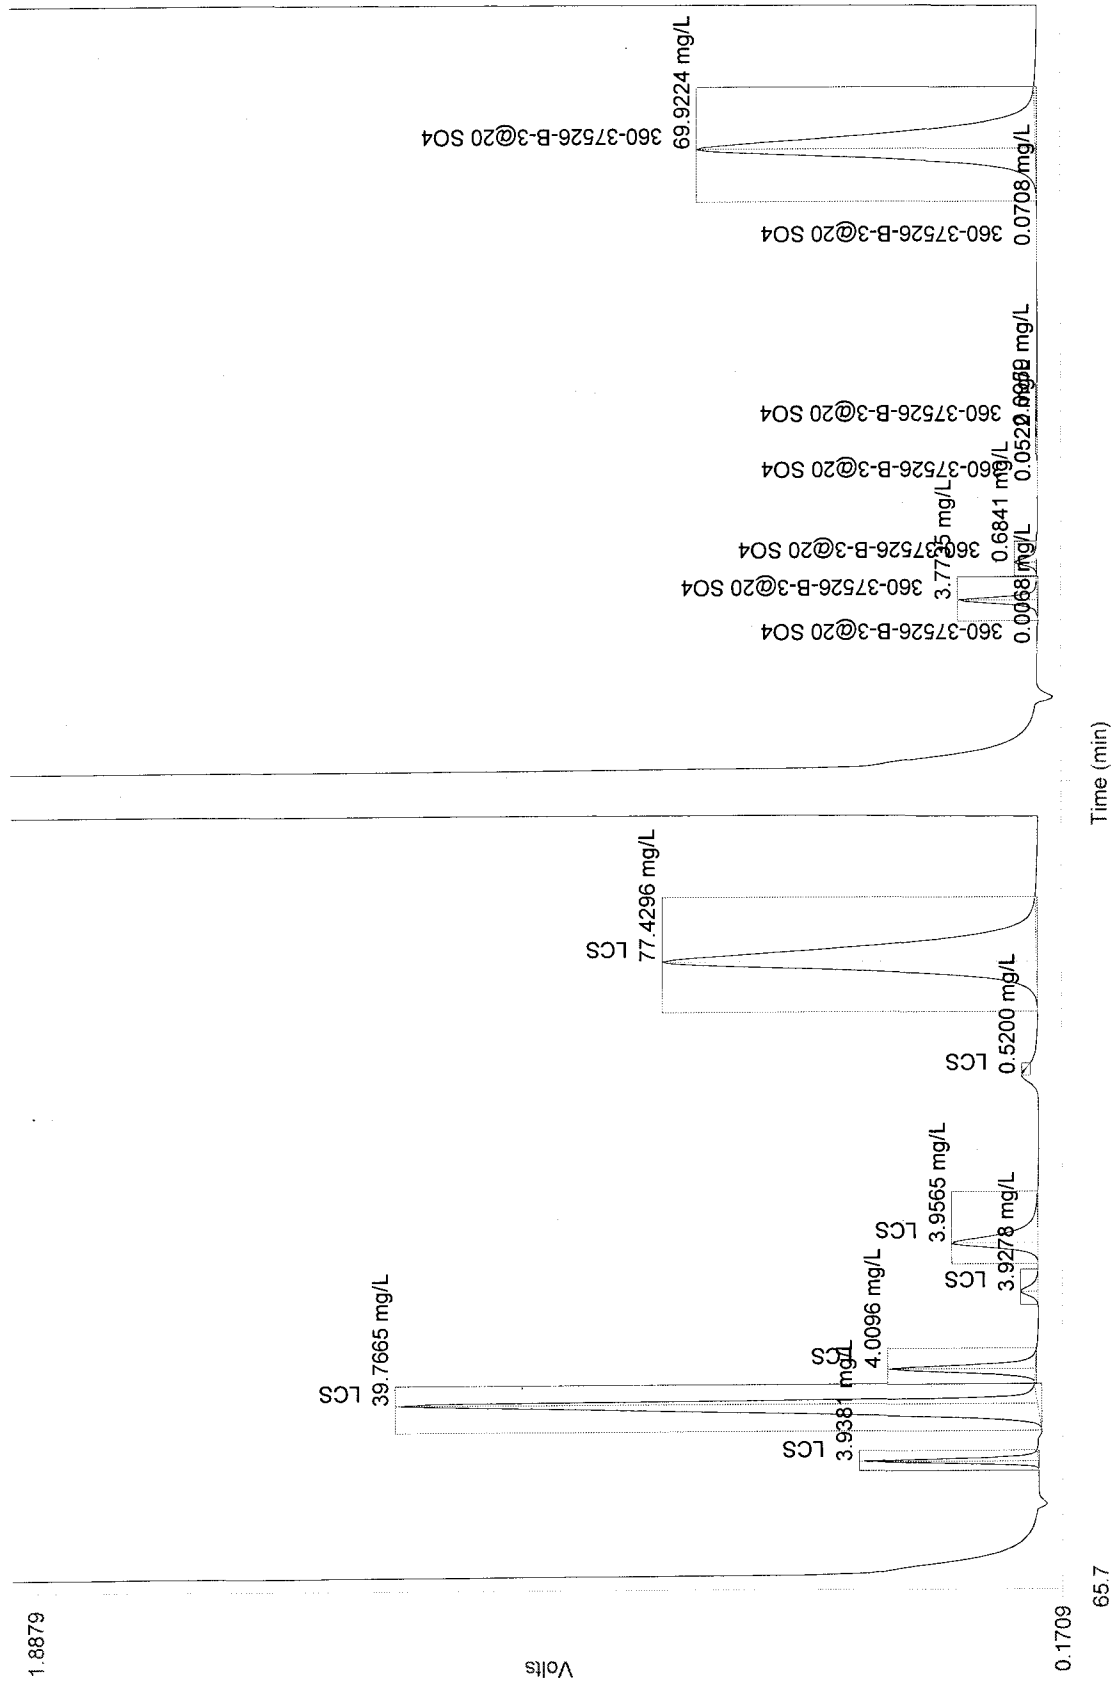 1.8879
Volts
0.1709
65.7
Time (min)
LCS
3.9381 mg/L
LCS
39.7665 mg/L
LCS
4.0096 mg/L
LCS
3.9278 mg/L
LCS
3.9565 mg/L
LCS
0.5200 mg/L
LCS
77.4296 mg/L
360-37526-B-3@20 SO4
0.0068 mg/L
360-37526-B-3@20 SO4
3.7735 mg/L
360-37526-B-3@20 SO4
0.6841 mg/L
360-37526-B-3@20 SO4
0.0522
360-37526-B-3@20 SO4
mg/L
360-37526-B-3@20 SO4
0.0708 mg/L
360-37526-B-3@20 SO4
69.9224 mg/L